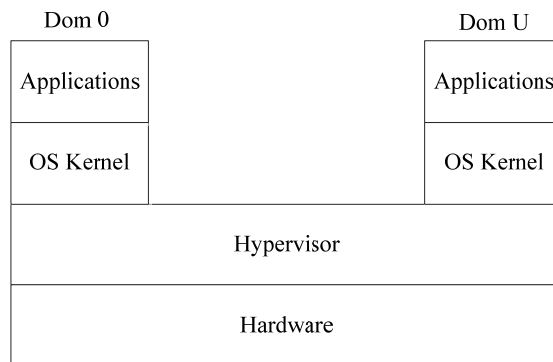 Dom 0
Dom U
Applications
Applications
OS Kernel
OS Kernel
Hypervisor
Hardware